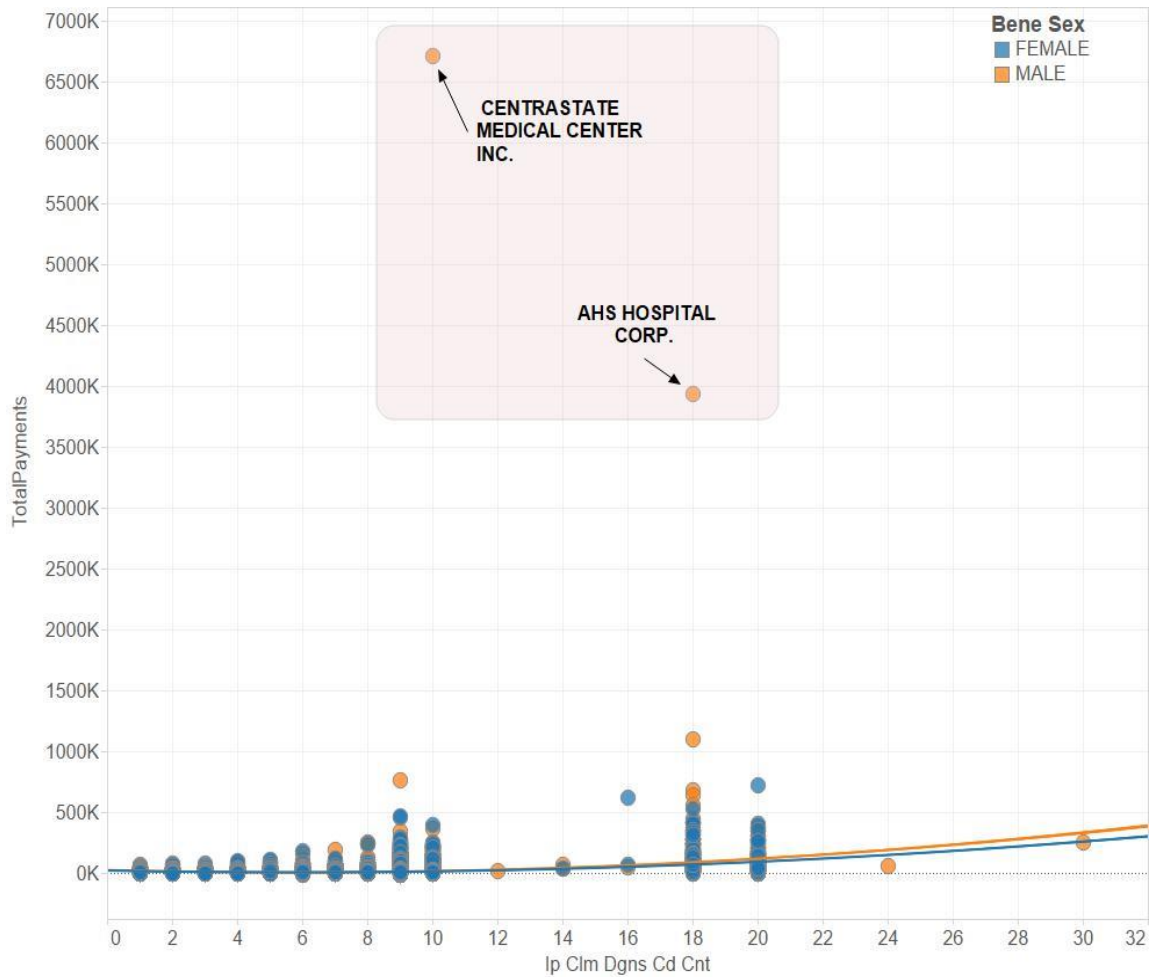 Bene Sex
FEMALE
MALE
7000K
6500K
6000K
5500K
5000K
4500K
4000K
3500K
3000K
2500K
2000K
1500K
1000K
500K
0K
TotalPayments
CENTRASTATE
MEDICAL CENTER
INC.
AHS HOSPITAL
CORP.
0 2 4 6 8 10 12 14 16 18 20 22 24 26 28 30 32
Ip Clm Dgns Cd Cnt